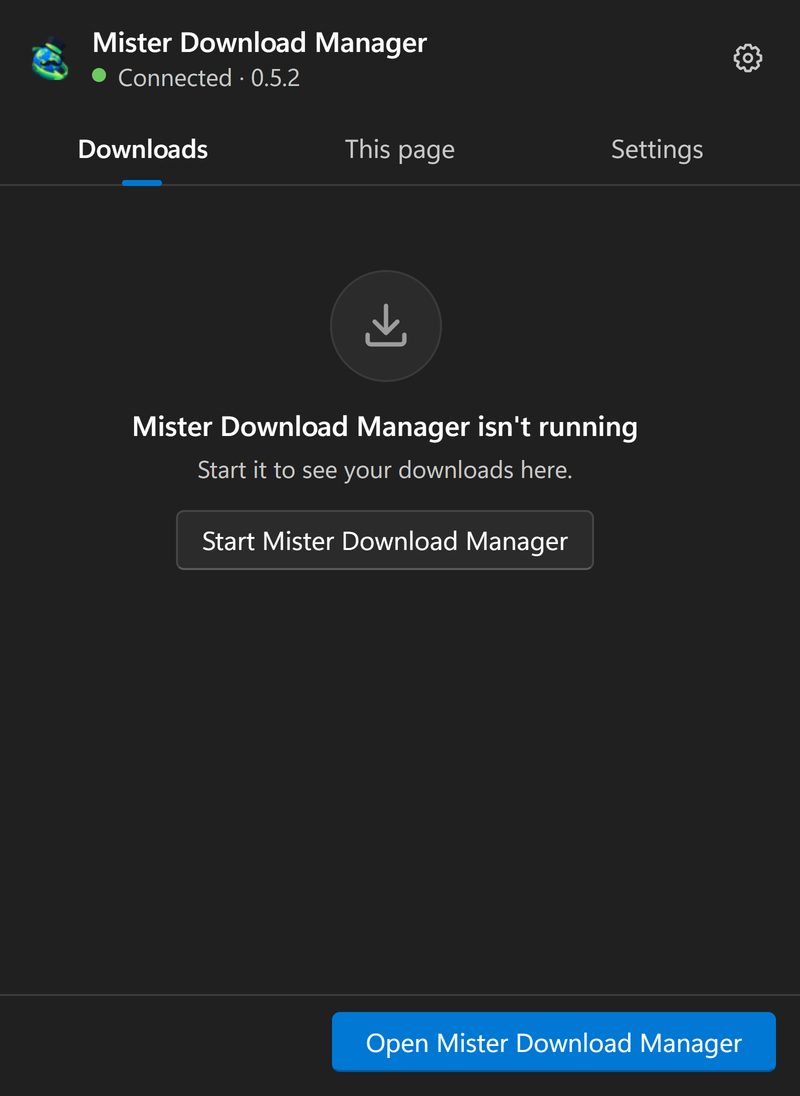 Mister Download Manager
Connected · 0.5.2
Downloads
This page
Settings
Mister Download Manager isn't running
Start it to see your downloads here.
Start Mister Download Manager
Open Mister Download Manager